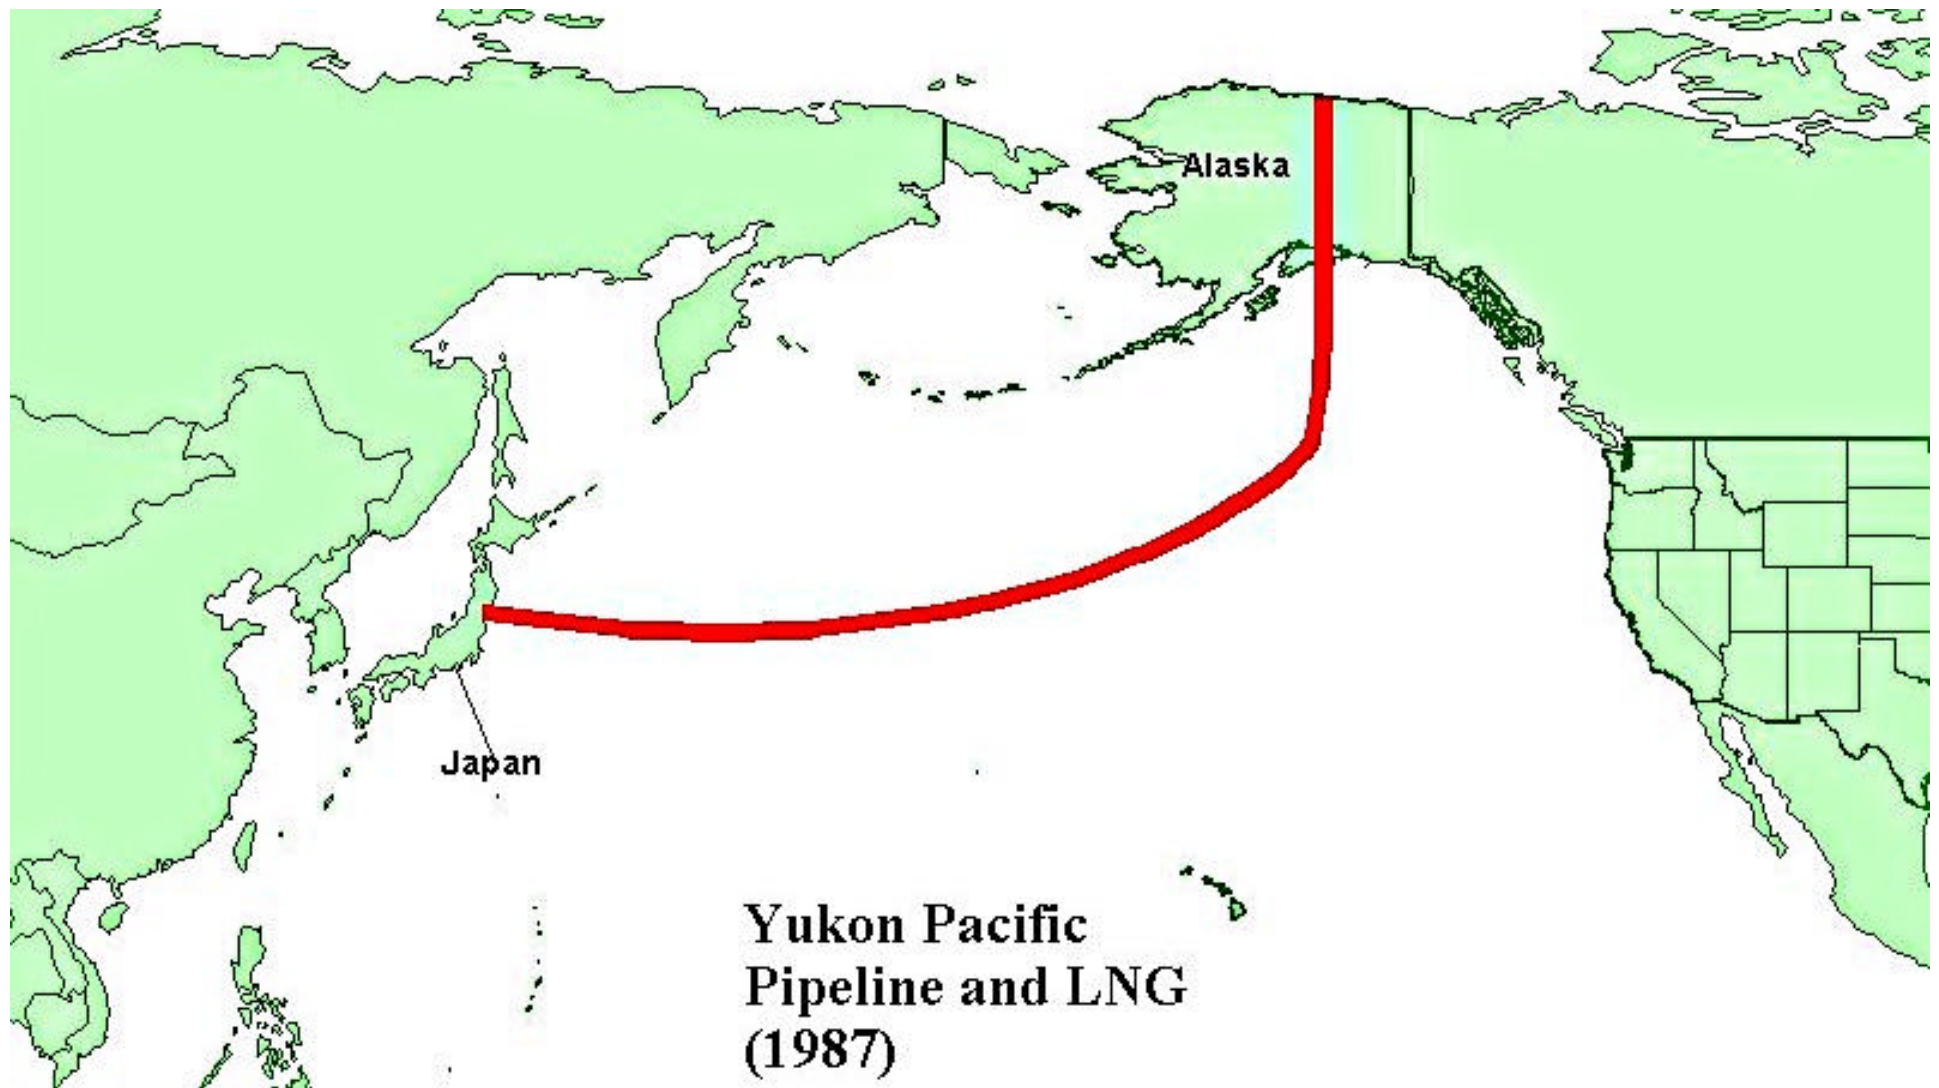 Alaska
Japan
Yukon Pacific
Pipeline and LNG
(1987)